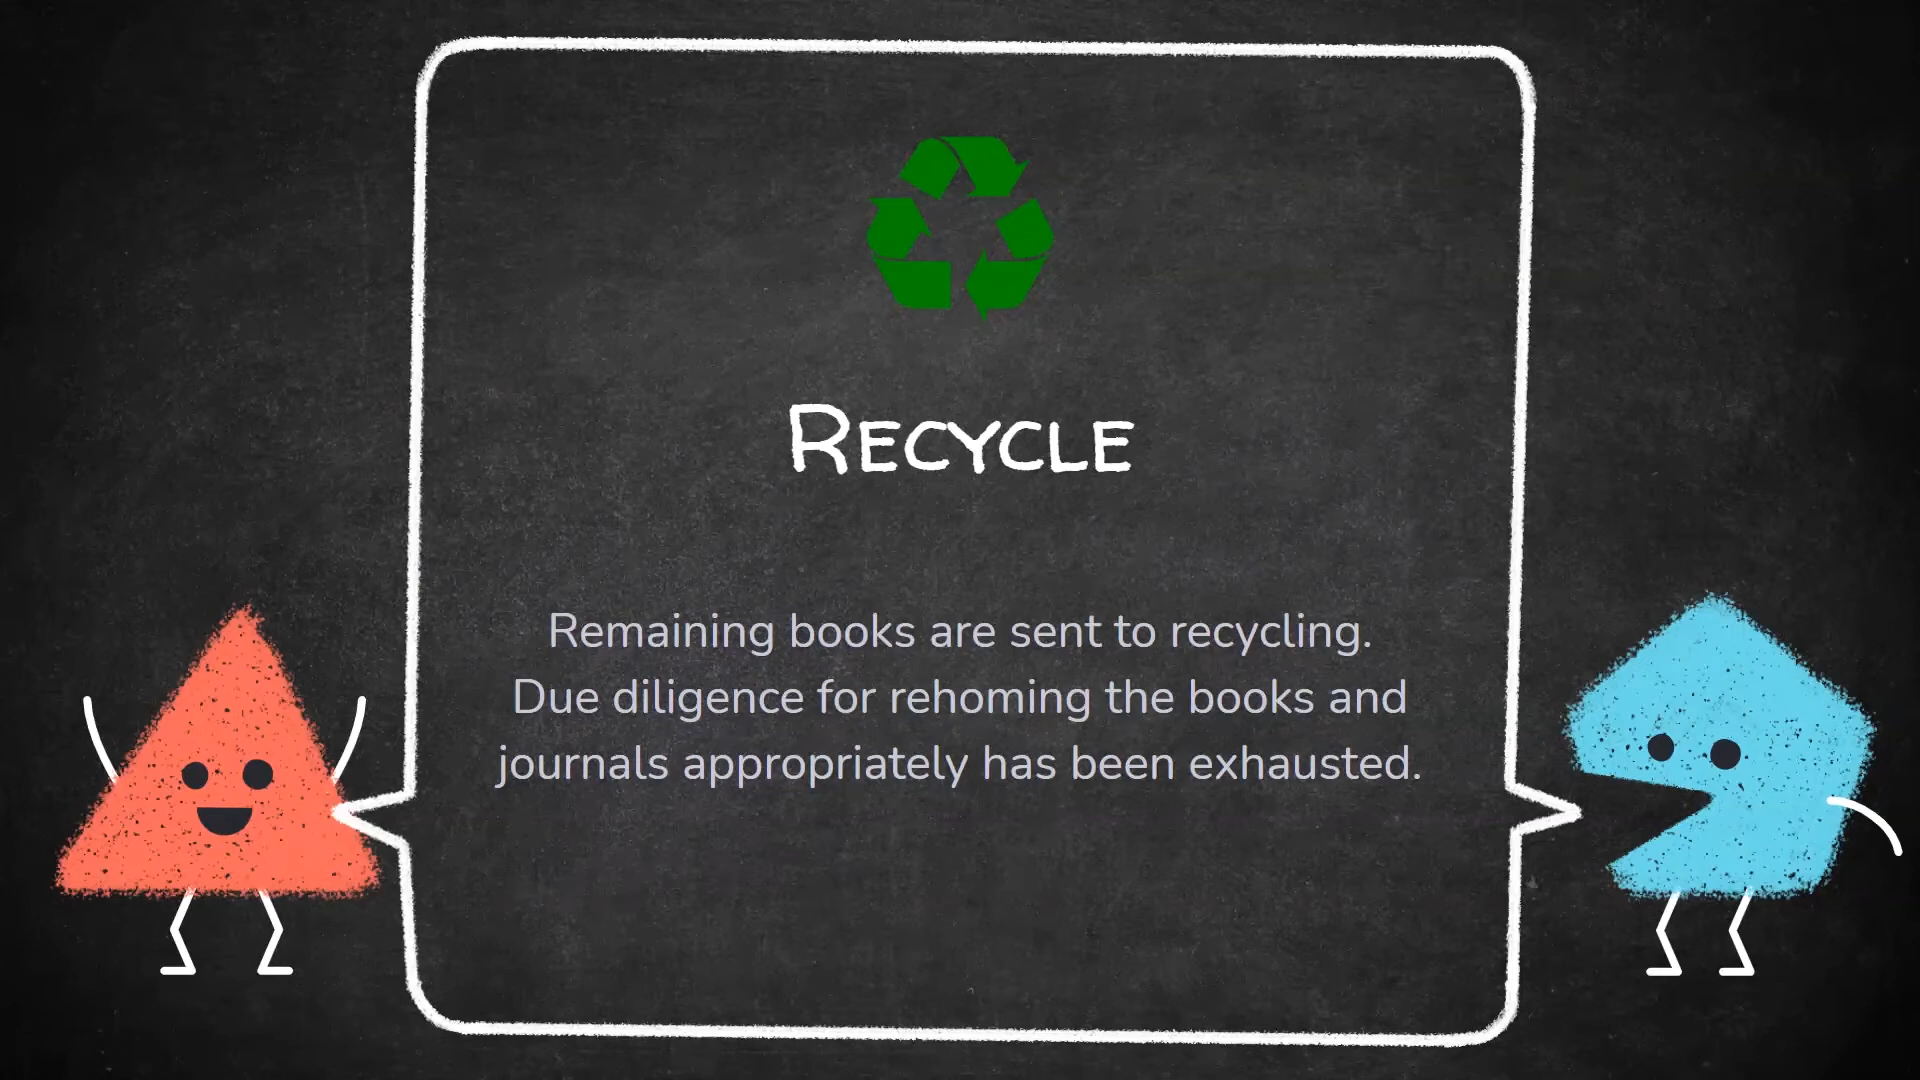 Recycle
Remaining books are sent to recycling.
Due diligence for rehoming the books and
journals appropriately has been exhausted.